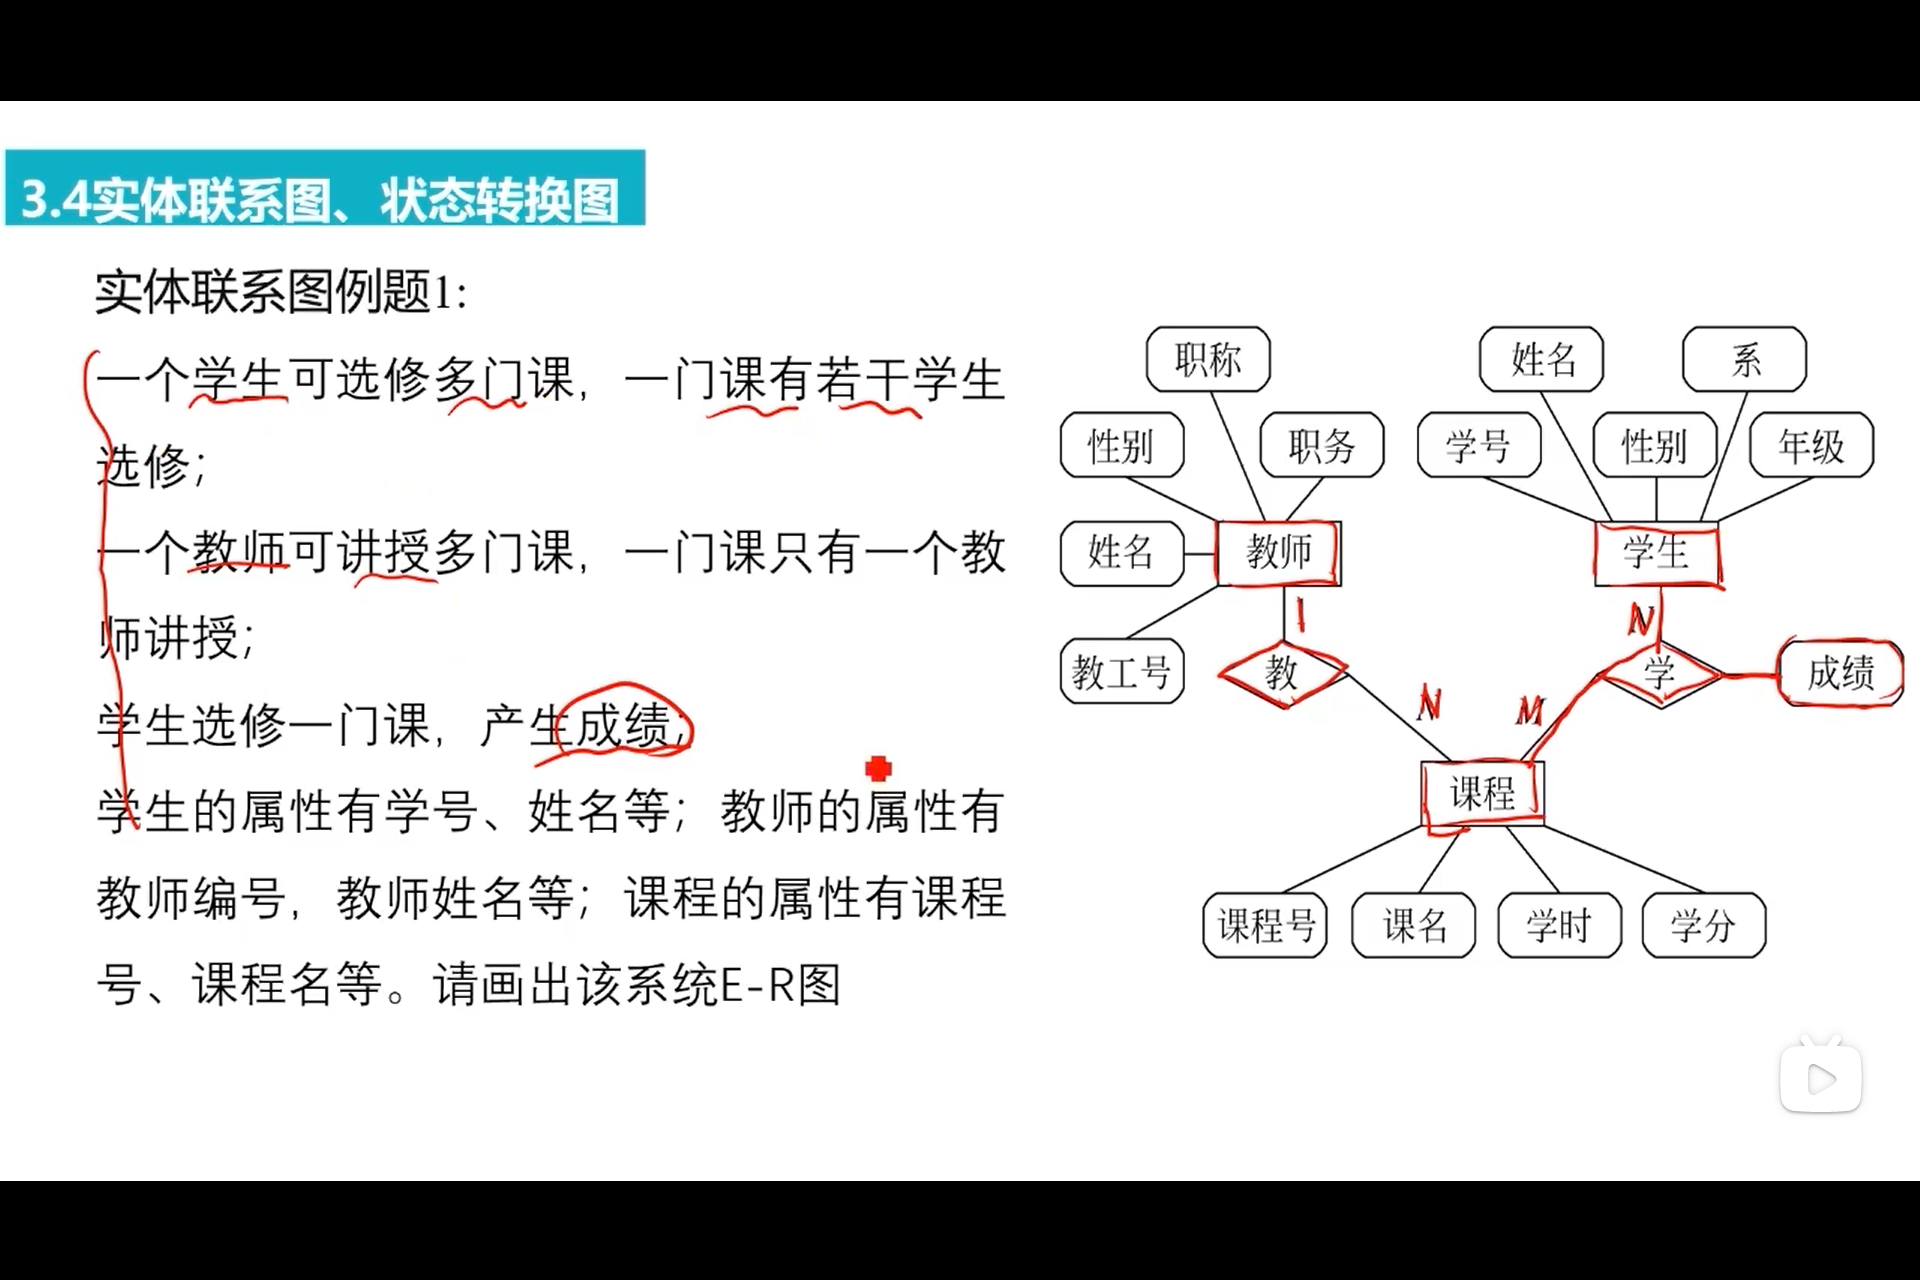 3.4实体联系图、状态转换图
实体联系图例题1:
一个学生可选修多门课，一门课有若干学生
选修；
一个教师可讲授多门课，一门课只有一个教
师讲授；
学生选修一门课，产生成绩；
学生的属性有学号、姓名等；教师的属性有
教师编号，教师姓名等；课程的属性有课程
号、课程名等。请画出该系统E-R图
职称
姓名
系
性别
职务
学号
性别
年级
姓名
教师
学生
1
N
教工号
教
学
成绩
N
M
课程
课程号
课名
学时
学分